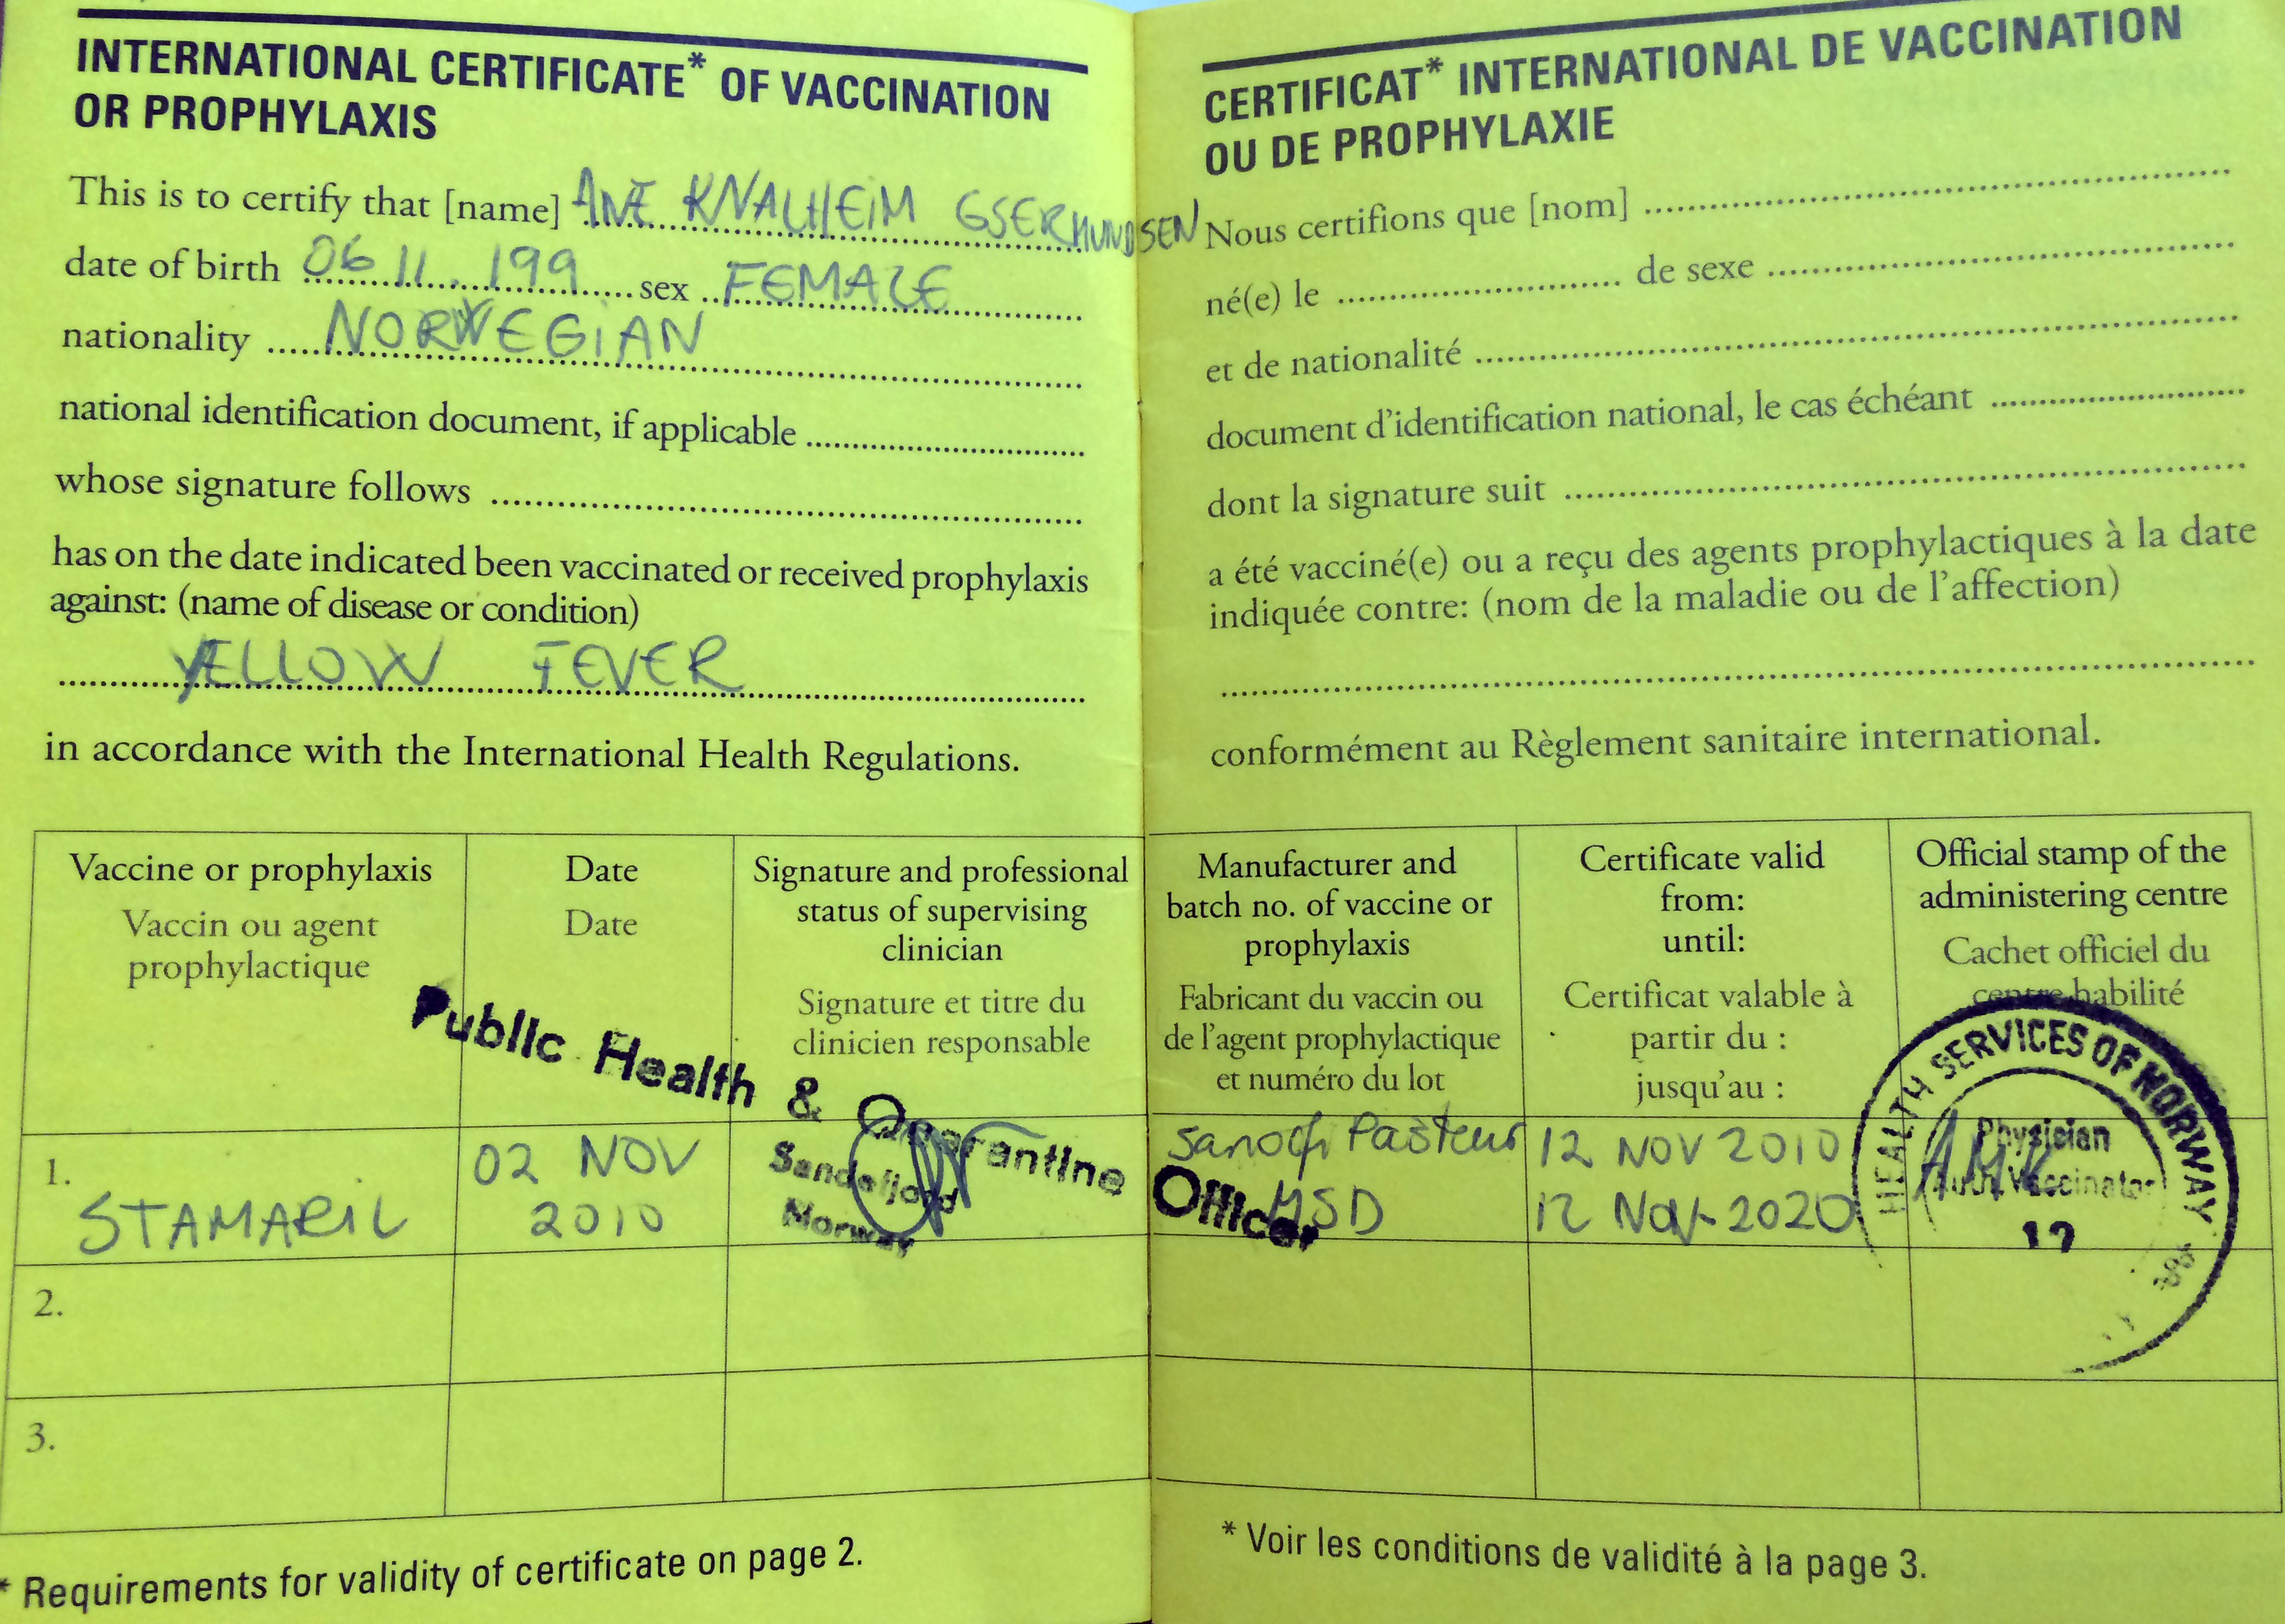 INTERNATIONAL CERTIFICATE* OF VACCINATION
OR PROPHYLAXIS
This is to certify that [name] ANE KNALHEIM GSERMUNDSEN
date of birth 06 11. 199 sex FEMALE
nationality NORWEGIAN
national identification document, if applicable
whose signature follows
has on the date indicated been vaccinated or received prophylaxis
against: (name of disease or condition)
YELLOW FEVER
in accordance with the International Health Regulations.
CERTIFICAT* INTERNATIONAL DE VACCINATION
OU DE PROPHYLAXIE
Nous certifions que [nom]
né(e) le de sexe
et de nationalité
document d'identification national, le cas échéant
dont la signature suit
a été vacciné(e) ou a reçu des agents prophylactiques à la date
indiquée contre: (nom de la maladie ou de l'affection)
conformément au Règlement sanitaire international.
Vaccine or prophylaxis
Vaccin ou agent
prophylactique
Date
Date
Signature and professional
status of supervising
clinician
Signature et titre du
clinicien responsable
Manufacturer and
batch no. of vaccine or
prophylaxis
Fabricant du vaccin ou
de l'agent prophylactique
et numéro du lot
Certificate valid
from:
until:
Certificat valable à
partir du :
jusqu'au :
Official stamp of the
administering centre
Cachet officiel du
centre habilité
Public Health & Quarantine
Officer
Sandefjord
Norway
1.
STAMARIL
02 NOV
2010
Sanofi Pasteur
MSD
12 NOV 2010
12 Nov 2020
HEALTH SERVICES OF NORWAY
Physician
Auth. Vaccinator
2.
3.
* Requirements for validity of certificate on page 2.
* Voir les conditions de validité à la page 3.